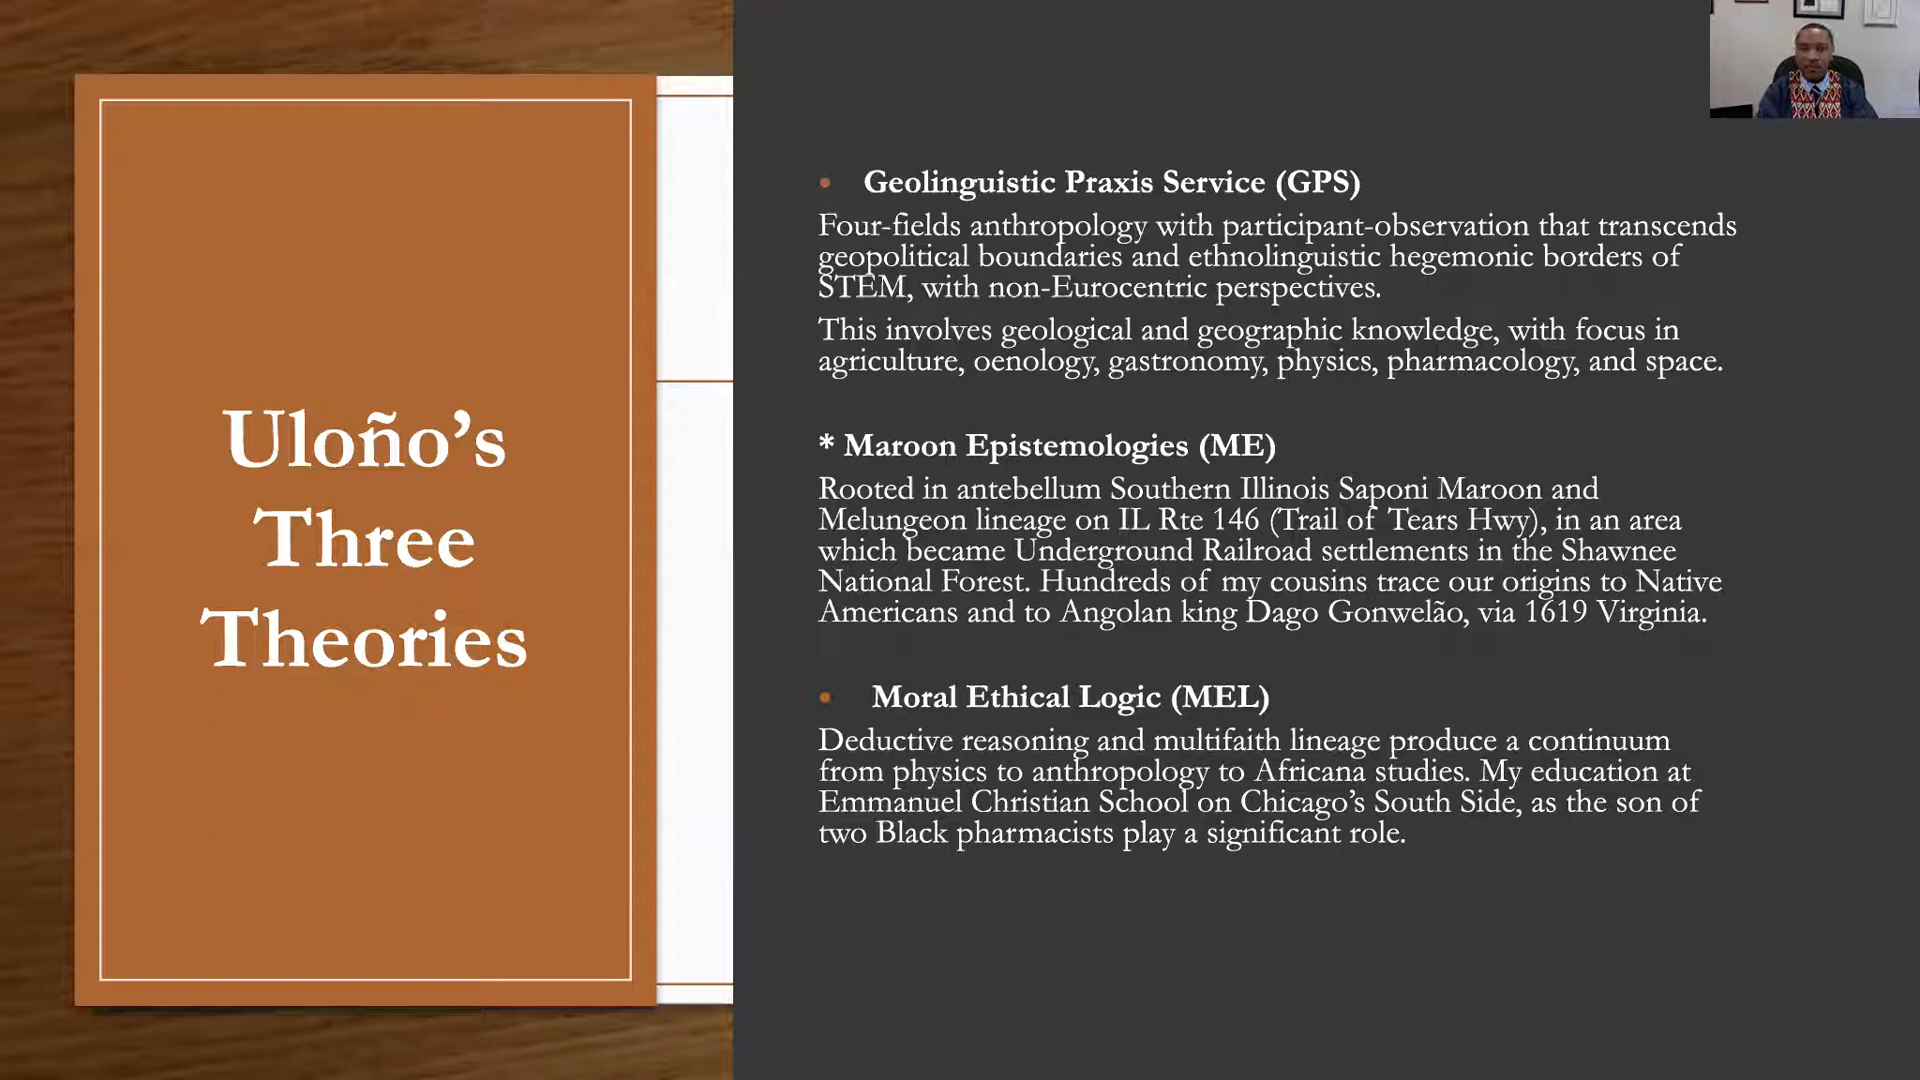 Uloño’s
Three
Theories
• Geolinguistic Praxis Service (GPS)
Four-fields anthropology with participant-observation that transcends
geopolitical boundaries and ethnolinguistic hegemonic borders of
STEM, with non-Eurocentric perspectives.
This involves geological and geographic knowledge, with focus in
agriculture, oenology, gastronomy, physics, pharmacology, and space.
* Maroon Epistemologies (ME)
Rooted in antebellum Southern Illinois Saponi Maroon and
Melungeon lineage on IL Rte 146 (Trail of Tears Hwy), in an area
which became Underground Railroad settlements in the Shawnee
National Forest. Hundreds of my cousins trace our origins to Native
Americans and to Angolan king Dago Gonwelão, via 1619 Virginia.
• Moral Ethical Logic (MEL)
Deductive reasoning and multifaith lineage produce a continuum
from physics to anthropology to Africana studies. My education at
Emmanuel Christian School on Chicago’s South Side, as the son of
two Black pharmacists play a significant role.